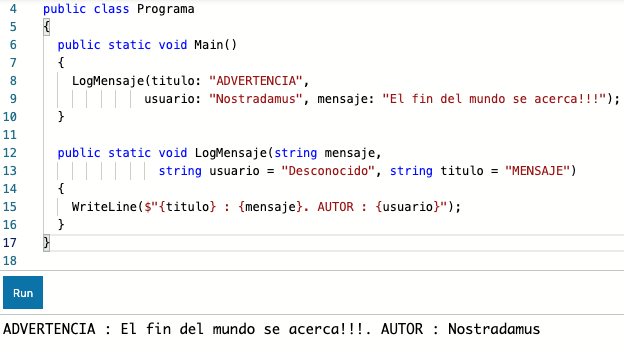 4 public class Programa
5 {
6 public static void Main()
7 {
8 LogMensaje(titulo: "ADVERTENCIA",
9 usuario: "Nostradamus", mensaje: "El fin del mundo se acerca!!!");
10 }
11
12 public static void LogMensaje(string mensaje,
13 string usuario = "Desconocido", string titulo = "MENSAJE")
14 {
15 WriteLine($"{titulo} : {mensaje}. AUTOR : {usuario}");
16 }
17 }
18
Run
ADVERTENCIA : El fin del mundo se acerca!!!. AUTOR : Nostradamus